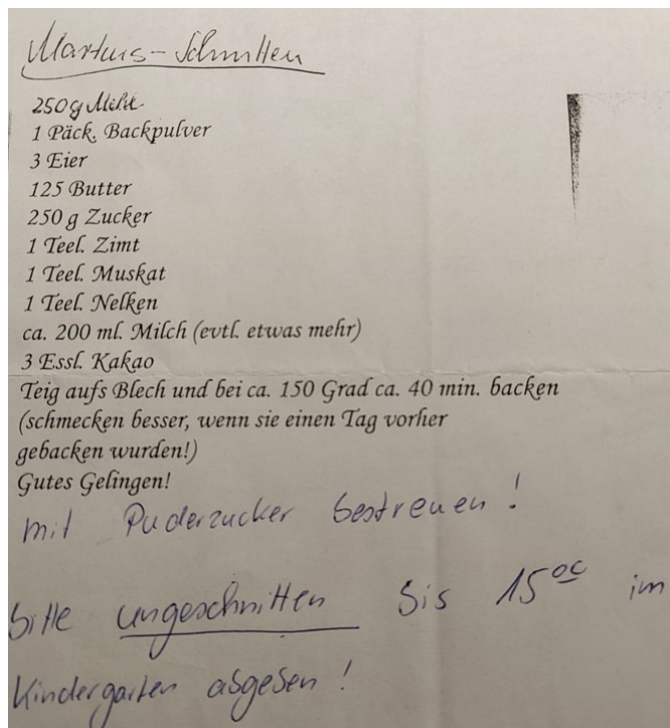 Martins-Schnitten
250g Mehl
1 Päck. Backpulver
3 Eier
125 Butter
250 g Zucker
1 Teel. Zimt
1 Teel. Muskat
1 Teel. Nelken
ca. 200 ml. Milch (evtl. etwas mehr)
3 Essl. Kakao
Teig aufs Blech und bei ca. 150 Grad ca. 40 min. backen
(schmecken besser, wenn sie einen Tag vorher
gebacken wurden!)
Gutes Gelingen!
mit Puderzucker bestreuen!
bitte ungeschnitten bis 15⁰⁰ im
Kindergarten abgeben!